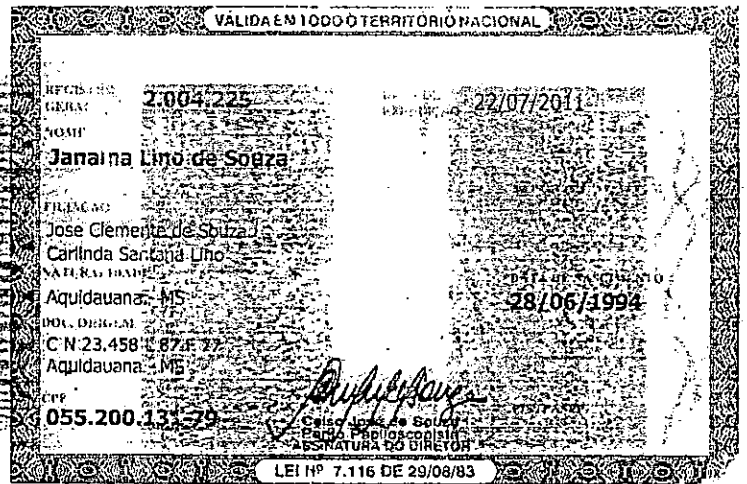 VÁLIDA EM TODO O TERRITÓRIO NACIONAL
REGISTRO GERAL 2.004.225 22/07/2011
NOME
Janaina Lino de Souza
FILIAÇÃO
Jose Clemente de Souza
Carlinda Santana Lino
NATURALIDADE DATA DE NASCIMENTO
Aquidauana - MS 28/06/1994
DOC. ORIGEM
C N 23.458 L 87 F 27
Aquidauana - MS
CPF
055.200.131-79
Celso José de Souza
Perito Papiloscopista
ASSINATURA DO DIRETOR
LEI Nº 7.116 DE 29/08/83